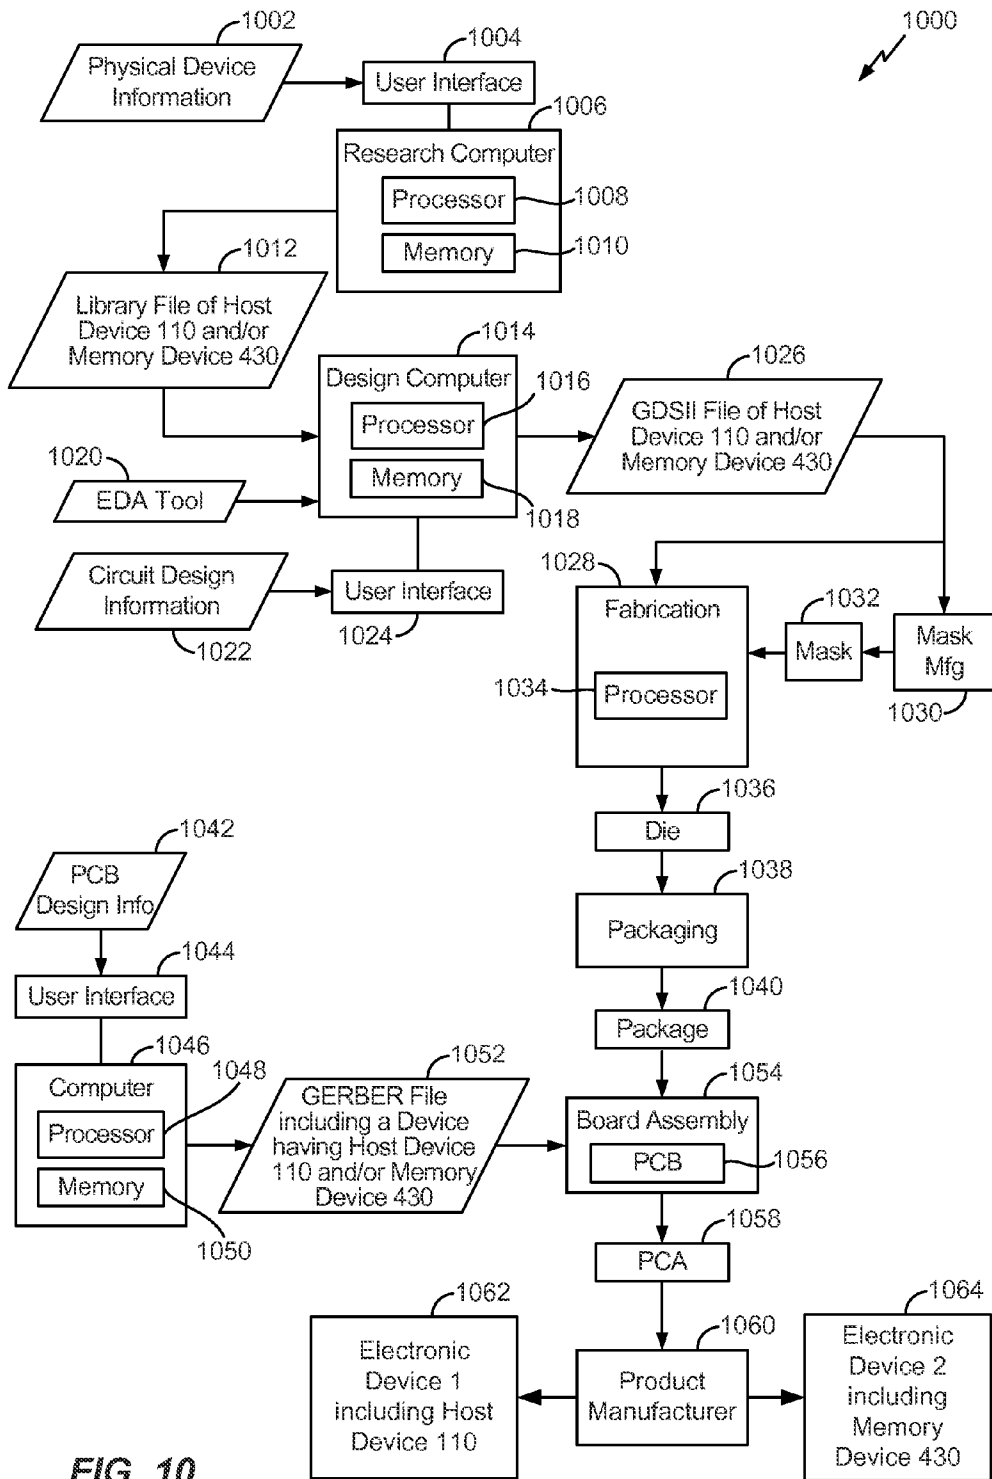 1002
1004
1000
Physical Device
Information
User Interface
1006
Research Computer
Processor
1008
Memory
1010
1012
Library File of Host
Device 110 and/or
Memory Device 430
1014
Design Computer
1016
Processor
Memory
1018
1026
GDSII File of Host
Device 110 and/or
Memory Device 430
1020
EDA Tool
Circuit Design
Information
1022
User Interface
1024
1028
Fabrication
1034
Processor
1032
Mask
Mask
Mfg
1030
1036
Die
1038
Packaging
1040
Package
1042
PCB
Design Info
1044
User Interface
1046
Computer
1048
Processor
Memory
1050
1052
GERBER File
including a Device
having Host Device
110 and/or Memory
Device 430
1054
Board Assembly
PCB
1056
1058
PCA
1060
Product
Manufacturer
1062
Electronic
Device 1
including Host
Device 110
1064
Electronic
Device 2
including
Memory
Device 430
FIG. 10